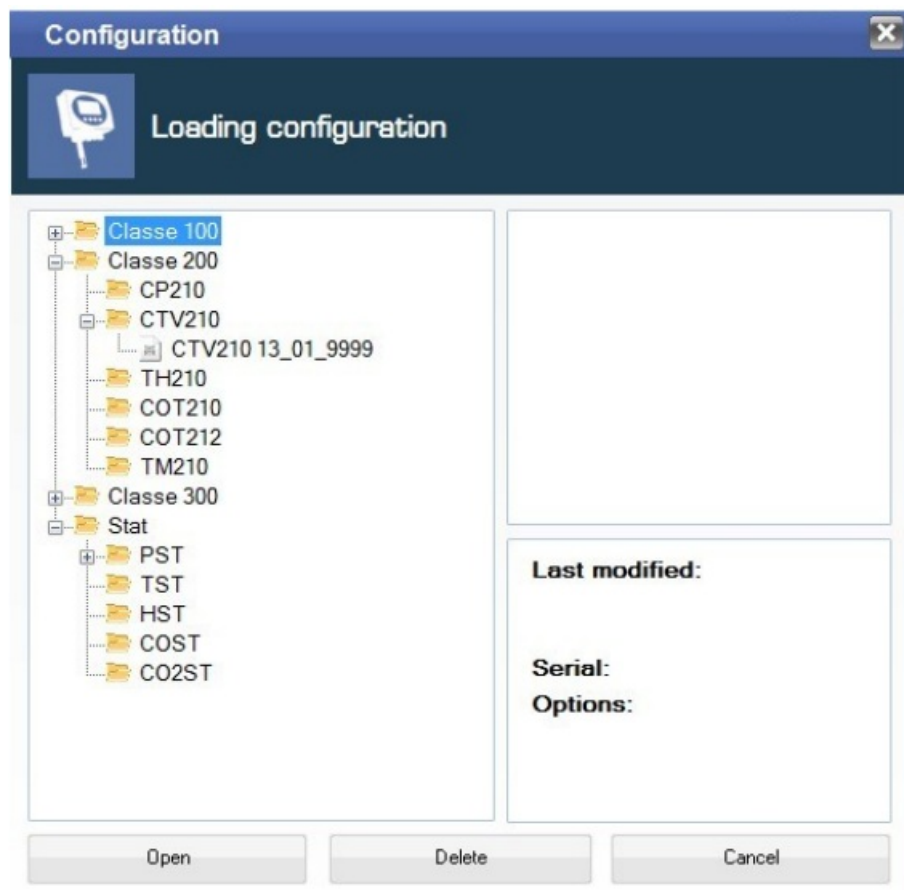 Configuration
Loading configuration
Classe 100
Classe 200
CP210
CTV210
CTV210 13_01_9999
TH210
COT210
COT212
TM210
Classe 300
Stat
PST
TST
HST
COST
CO2ST
Last modified:
Serial:
Options:
Open
Delete
Cancel